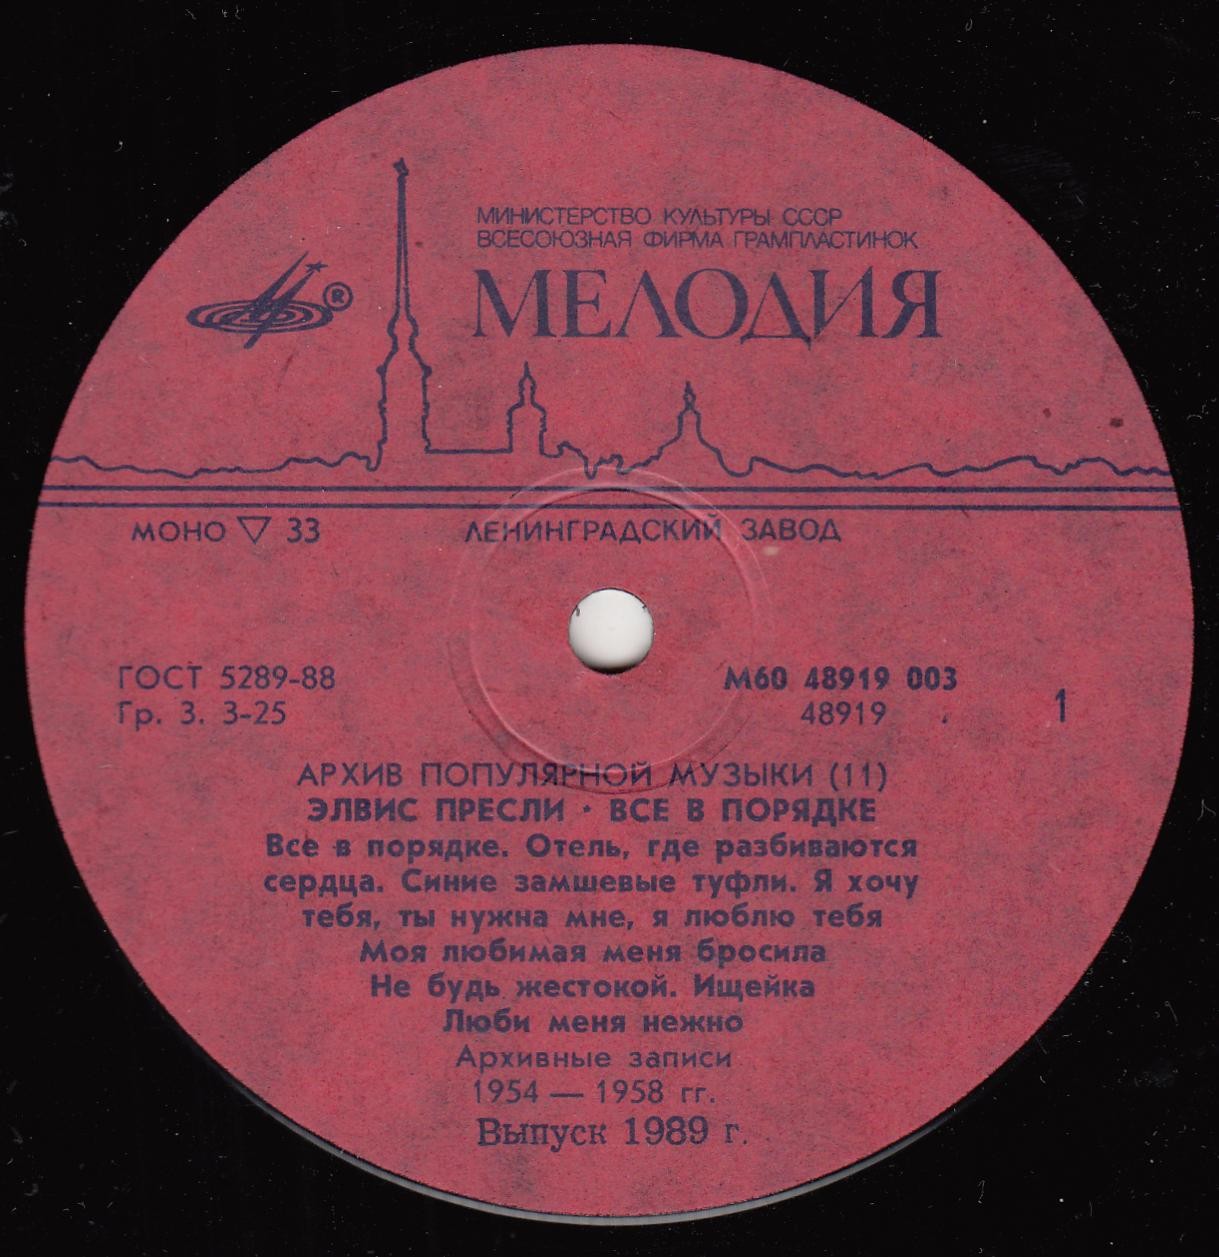 МИНИСТЕРСТВО КУЛЬТУРЫ СССР
ВСЕСОЮЗНАЯ ФИРМА ГРАМПЛАСТИНОК
МЕЛОДИЯ
®
МОНО ▽ 33
ЛЕНИНГРАДСКИЙ ЗАВОД
ГОСТ 5289-88
Гр. 3. 3-25
М60 48919 003
48919
1
АРХИВ ПОПУЛЯРНОЙ МУЗЫКИ (11)
ЭЛВИС ПРЕСЛИ · ВСЕ В ПОРЯДКЕ
Все в порядке. Отель, где разбиваются
сердца. Синие замшевые туфли. Я хочу
тебя, ты нужна мне, я люблю тебя
Моя любимая меня бросила
Не будь жестокой. Ищейка
Люби меня нежно
Архивные записи
1954 — 1958 гг.
Выпуск 1989 г.